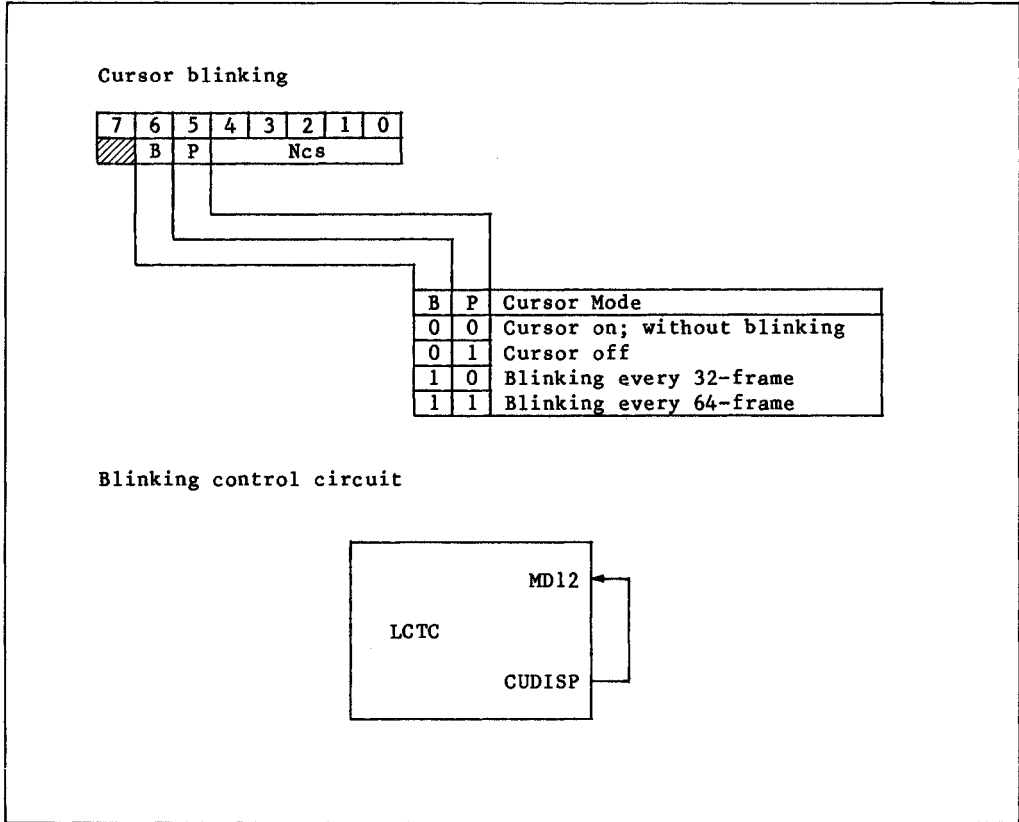 Cursor blinking
7 6 5 4 3 2 1 0
B P Ncs
B P Cursor Mode
0 0 Cursor on; without blinking
0 1 Cursor off
1 0 Blinking every 32-frame
1 1 Blinking every 64-frame
Blinking control circuit
MD12
LCTC
CUDISP